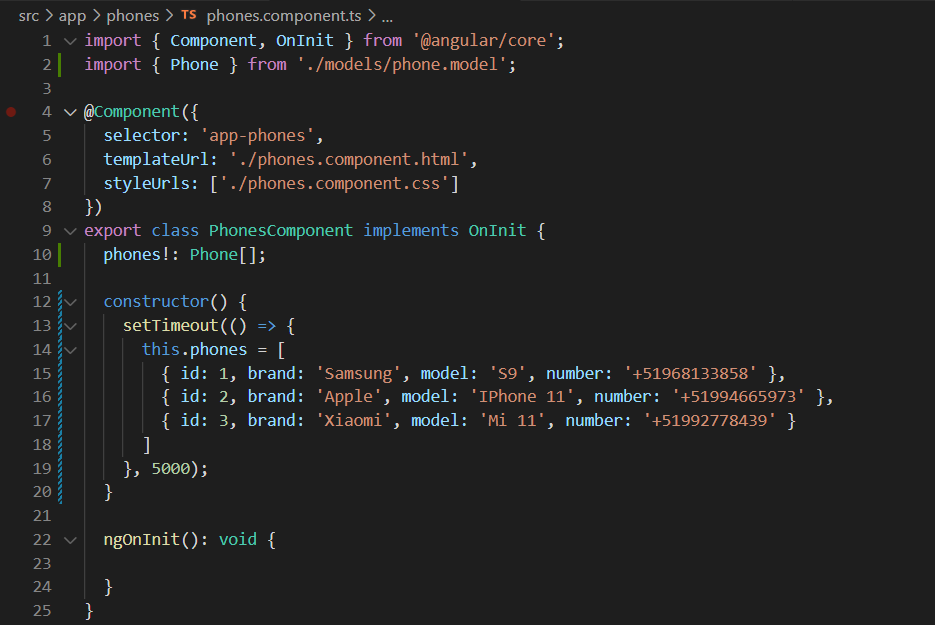 src > app > phones > TS phones.component.ts > ...
1 import { Component, OnInit } from '@angular/core';
2 import { Phone } from './models/phone.model';
3
4 @Component({
5   selector: 'app-phones',
6   templateUrl: './phones.component.html',
7   styleUrls: ['./phones.component.css']
8 })
9 export class PhonesComponent implements OnInit {
10   phones!: Phone[];
11
12   constructor() {
13     setTimeout(() => {
14       this.phones = [
15         { id: 1, brand: 'Samsung', model: 'S9', number: '+51968133858' },
16         { id: 2, brand: 'Apple', model: 'IPhone 11', number: '+51994665973' },
17         { id: 3, brand: 'Xiaomi', model: 'Mi 11', number: '+51992778439' }
18       ]
19     }, 5000);
20   }
21
22   ngOnInit(): void {
23
24   }
25 }